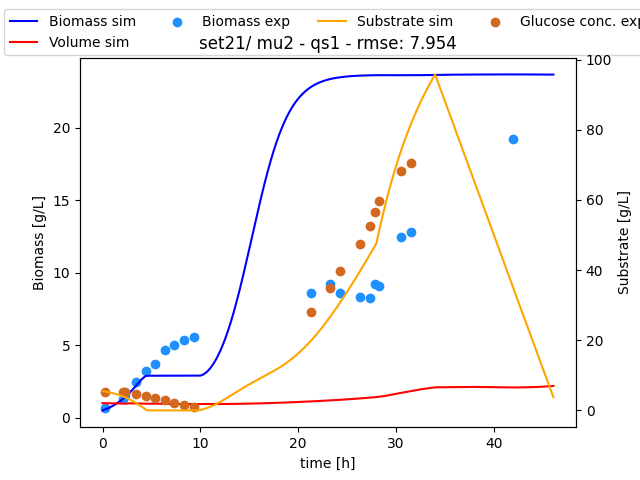 Biomass sim Biomass exp Substrate sim Glucose conc. exp
Volume sim
set21/ mu2 - qs1 - rmse: 7.954
Biomass [g/L]
0
5
10
15
20
Substrate [g/L]
0
20
40
60
80
100
0 10 20 30 40
time [h]